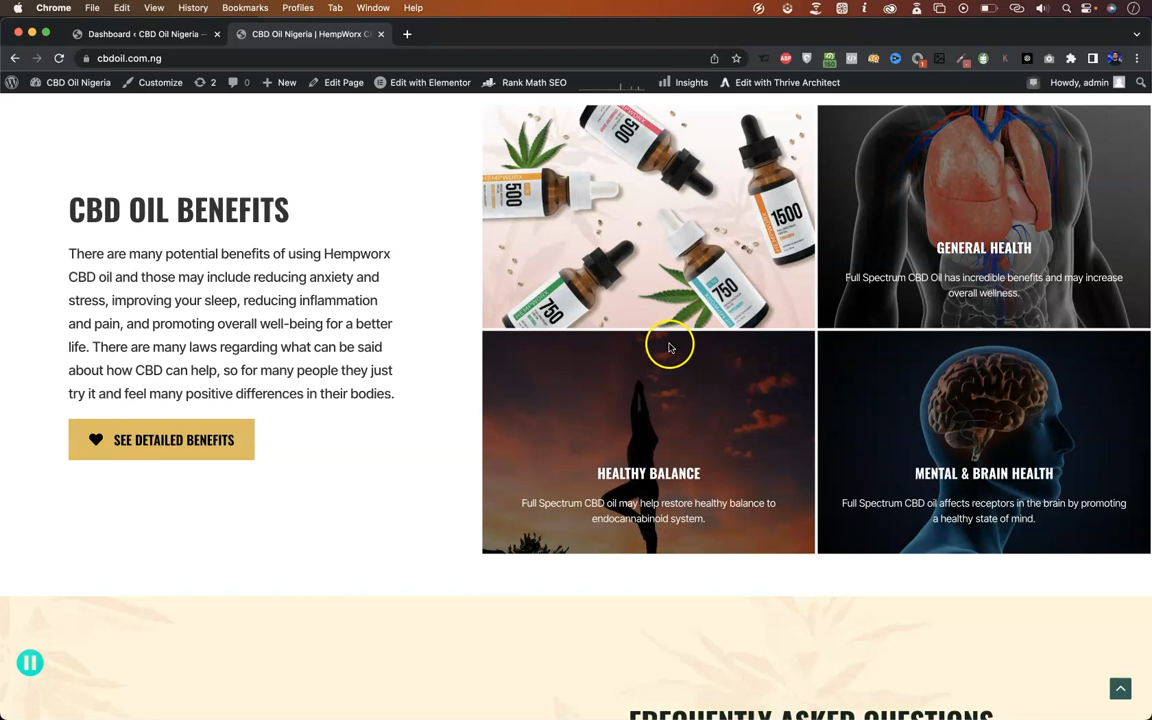 Chrome File Edit View History Bookmarks Profiles Tab Window Help
Dashboard ‹ CBD Oil Nigeria —
CBD Oil Nigeria | HempWorx C
cbdoil.com.ng
CBD Oil Nigeria Customize 2 0 New Edit Page Edit with Elementor Rank Math SEO Insights Edit with Thrive Architect Howdy, admin
CBD OIL BENEFITS
There are many potential benefits of using Hempworx
CBD oil and those may include reducing anxiety and
stress, improving your sleep, reducing inflammation
and pain, and promoting overall well-being for a better
life. There are many laws regarding what can be said
about how CBD can help, so for many people they just
try it and feel many positive differences in their bodies.
SEE DETAILED BENEFITS
500
HEMPWORX
500
1500
750
HEMPWORX
750
GENERAL HEALTH
Full Spectrum CBD Oil has incredible benefits and may increase
overall wellness.
HEALTHY BALANCE
Full Spectrum CBD oil may help restore healthy balance to
endocannabinoid system.
MENTAL & BRAIN HEALTH
Full Spectrum CBD oil affects receptors in the brain by promoting
a healthy state of mind.
FREQUENTLY ASKED QUESTIONS